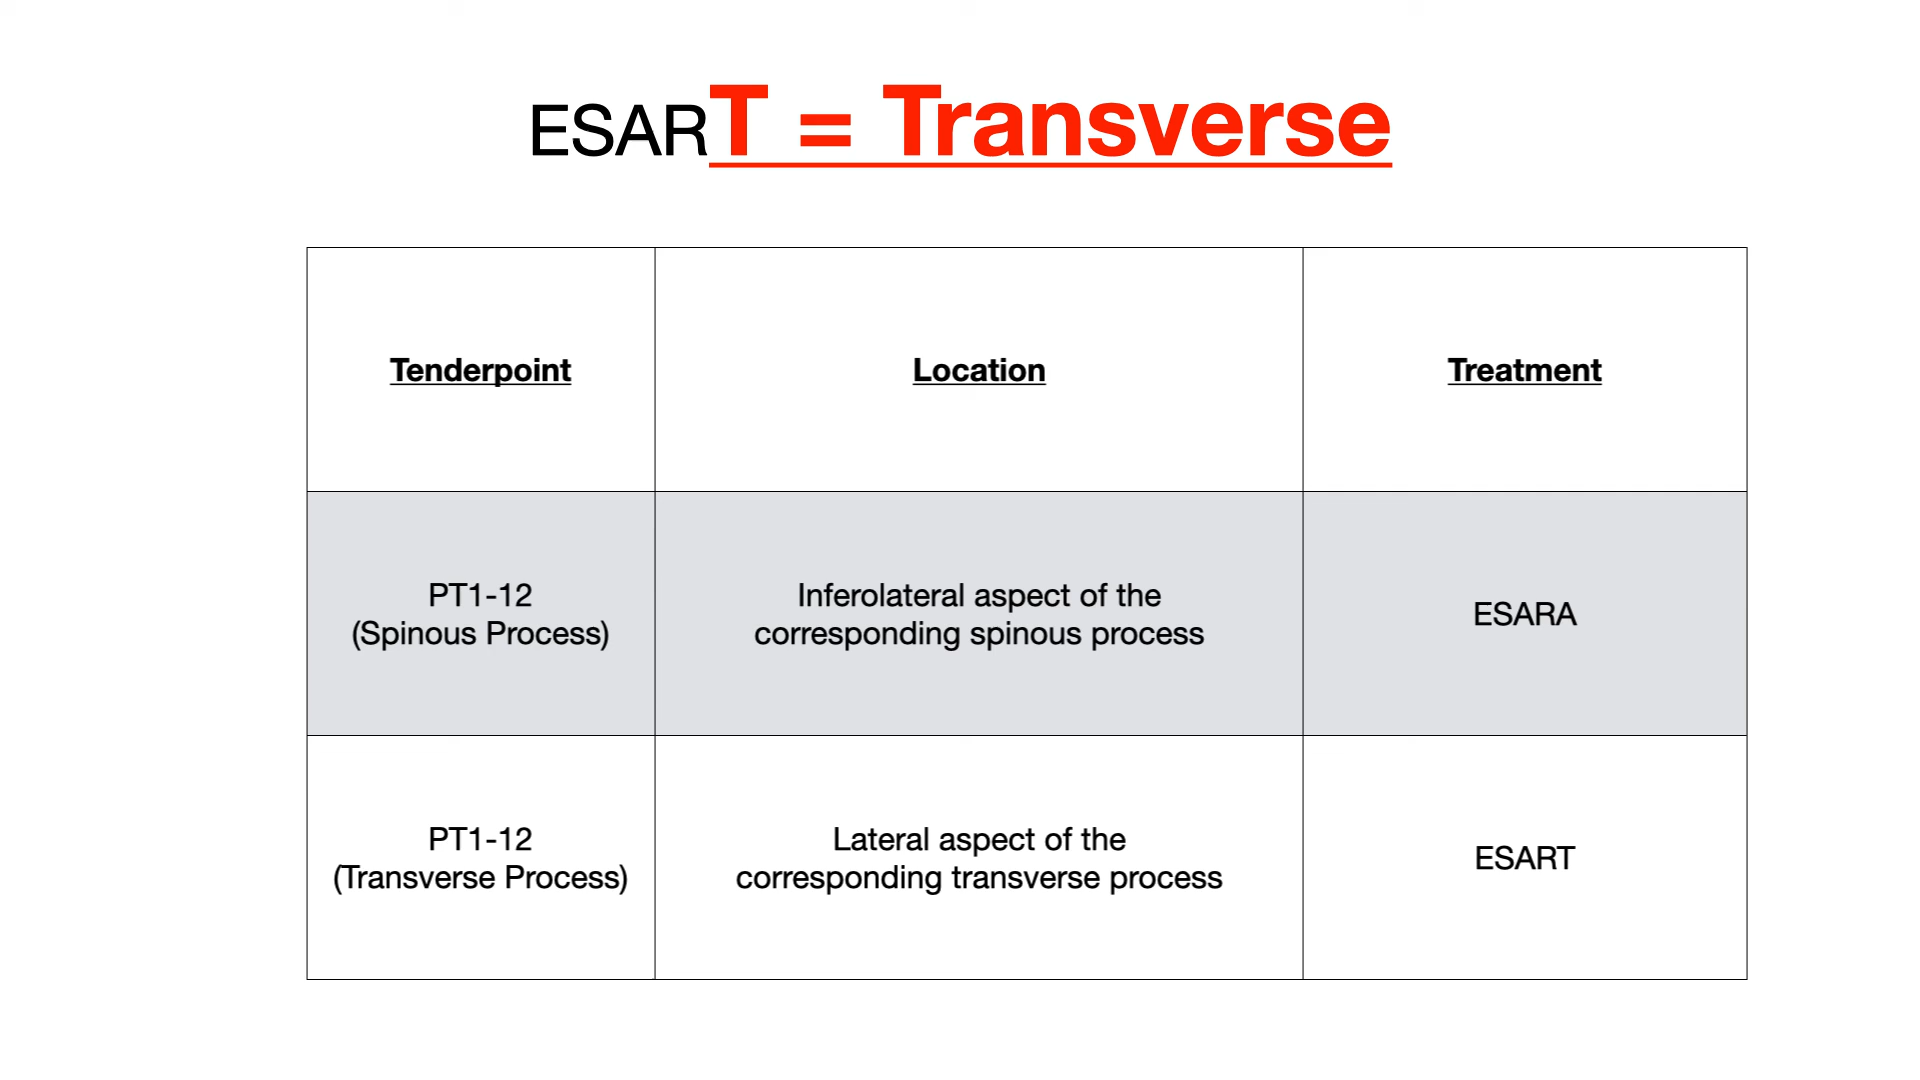 ESART = Transverse
Tenderpoint
Location
Treatment
PT1-12
(Spinous Process)
Inferolateral aspect of the
corresponding spinous process
ESARA
PT1-12
(Transverse Process)
Lateral aspect of the
corresponding transverse process
ESART